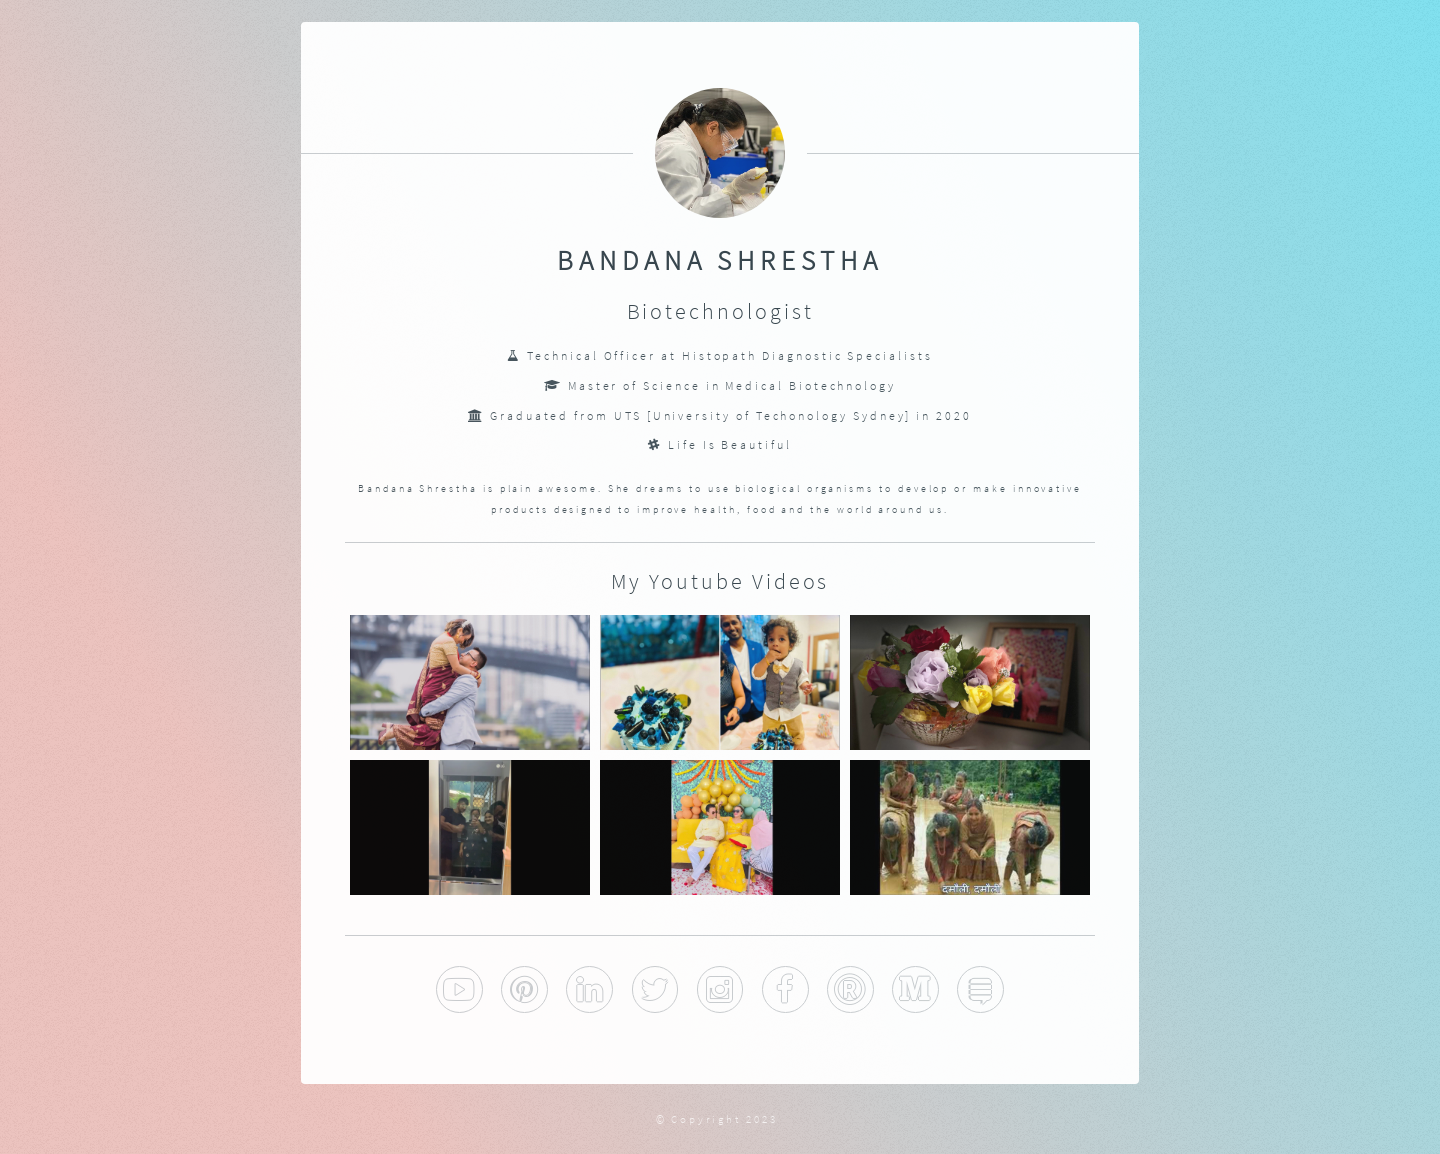 BANDANA SHRESTHA
Biotechnologist
Technical Officer at Histopath Diagnostic Specialists
Master of Science in Medical Biotechnology
Graduated from UTS [University of Techonology Sydney] in 2020
Life Is Beautiful
Bandana Shrestha is plain awesome. She dreams to use biological organisms to develop or make innovative
products designed to improve health, food and the world around us.
My Youtube Videos
दमौली, दमौली
© Copyright 2023